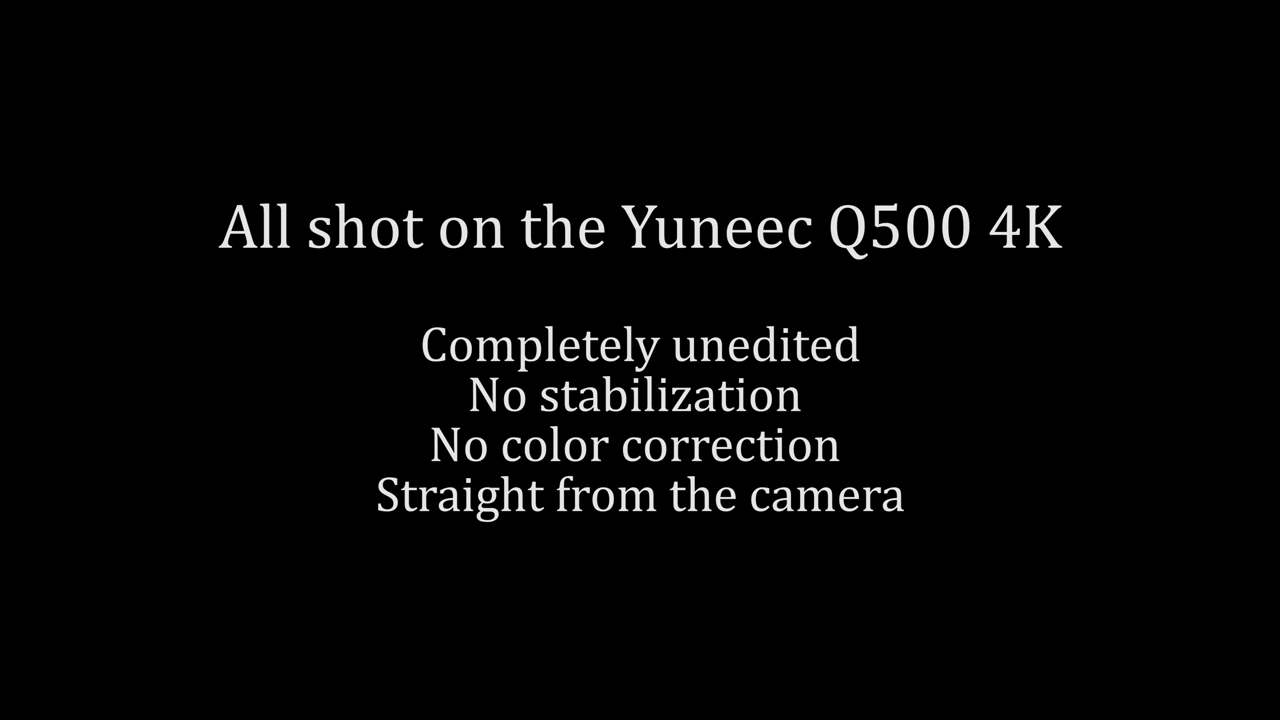 All shot on the Yuneec Q500 4K
Completely unedited
No stabilization
No color correction
Straight from the camera